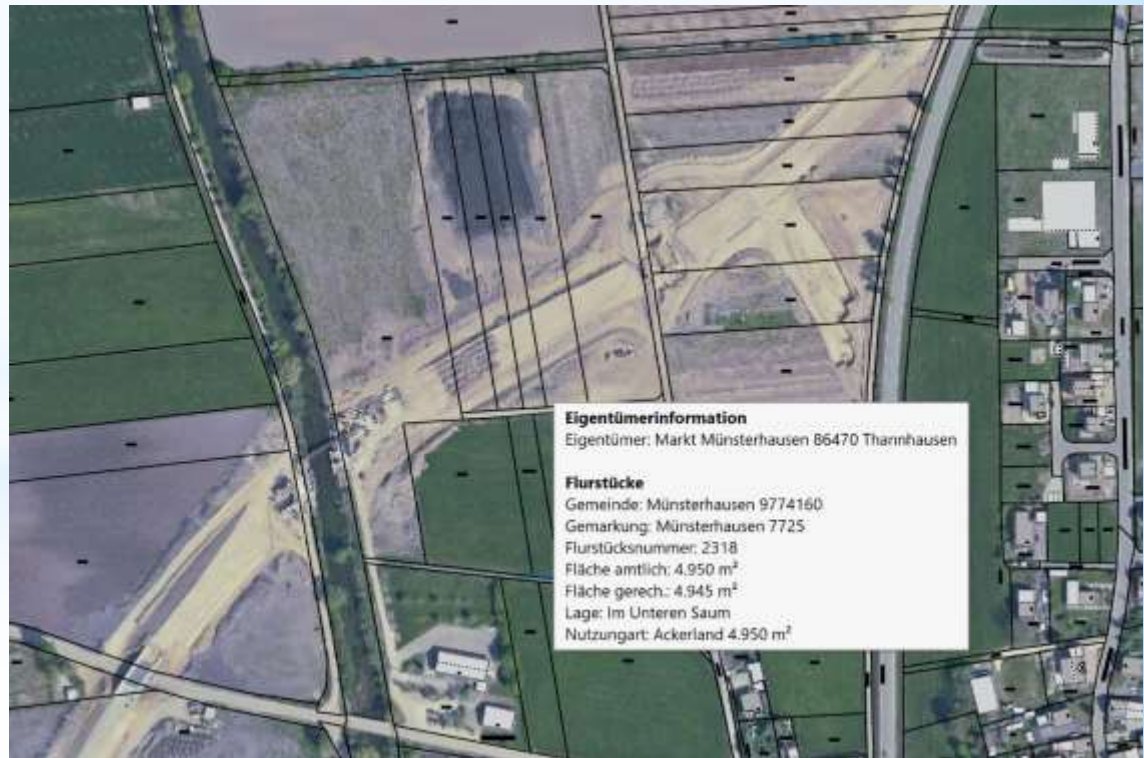 Eigentümerinformation
Eigentümer: Markt Münsterhausen 86470 Thannhausen
Flurstücke
Gemeinde: Münsterhausen 9774160
Gemarkung: Münsterhausen 7725
Flurstücksnummer: 2318
Fläche amtlich: 4.950 m²
Fläche gerech.: 4.945 m²
Lage: Im Unteren Saum
Nutzungart: Ackerland 4.950 m²